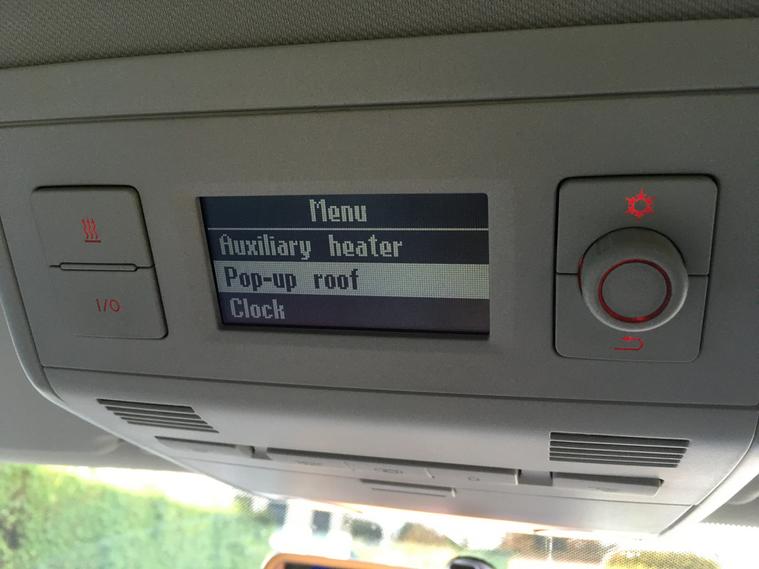 Menu
Auxiliary heater
Pop-up roof
Clock
I/O